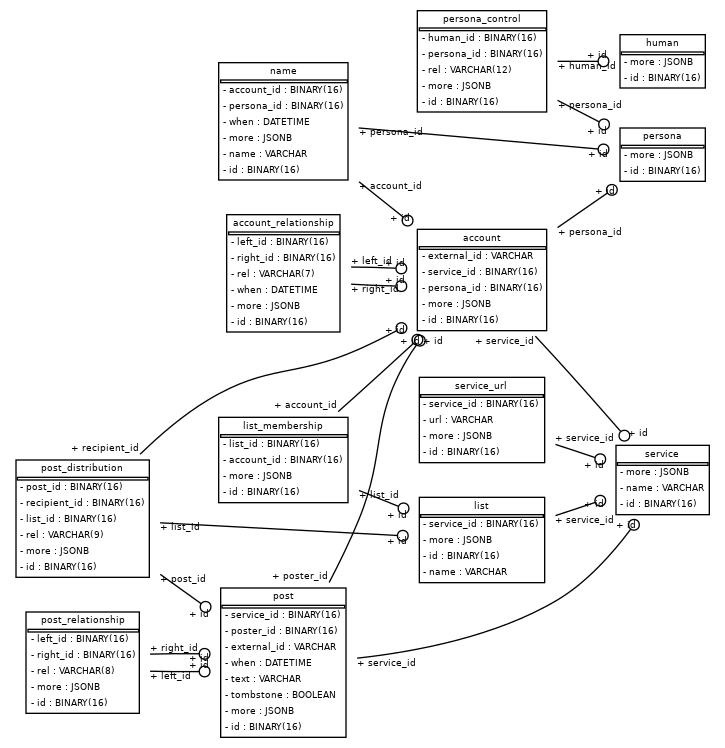 persona_control
- human_id : BINARY(16)
- persona_id : BINARY(16)
- rel : VARCHAR(12)
- more : JSONB
- id : BINARY(16)
human
- more : JSONB
- id : BINARY(16)
+ id
+ human_id
name
- account_id : BINARY(16)
- persona_id : BINARY(16)
- when : DATETIME
- more : JSONB
- name : VARCHAR
- id : BINARY(16)
+ persona_id
+ id
+ persona_id
+ id
persona
- more : JSONB
- id : BINARY(16)
+ account_id
+ id
+ id
+ persona_id
account_relationship
- left_id : BINARY(16)
- right_id : BINARY(16)
- rel : VARCHAR(7)
- when : DATETIME
- more : JSONB
- id : BINARY(16)
+ left_id
+ id
+ id
+ right_id
account
- external_id : VARCHAR
- service_id : BINARY(16)
- persona_id : BINARY(16)
- more : JSONB
- id : BINARY(16)
+ id
+ id
+ id
+ service_id
service_url
- service_id : BINARY(16)
- url : VARCHAR
- more : JSONB
- id : BINARY(16)
+ id
+ service_id
+ id
+ account_id
list_membership
- list_id : BINARY(16)
- account_id : BINARY(16)
- more : JSONB
- id : BINARY(16)
service
- more : JSONB
- name : VARCHAR
- id : BINARY(16)
+ recipient_id
post_distribution
- post_id : BINARY(16)
- recipient_id : BINARY(16)
- list_id : BINARY(16)
- rel : VARCHAR(9)
- more : JSONB
- id : BINARY(16)
+ list_id
+ id
list
- service_id : BINARY(16)
- more : JSONB
- id : BINARY(16)
- name : VARCHAR
+ id
+ service_id
+ id
+ list_id
+ id
+ post_id
+ id
+ poster_id
post
- service_id : BINARY(16)
- poster_id : BINARY(16)
- external_id : VARCHAR
- when : DATETIME
- text : VARCHAR
- tombstone : BOOLEAN
- more : JSONB
- id : BINARY(16)
post_relationship
- left_id : BINARY(16)
- right_id : BINARY(16)
- rel : VARCHAR(8)
- more : JSONB
- id : BINARY(16)
+ right_id
+ id
+ id
+ left_id
+ service_id